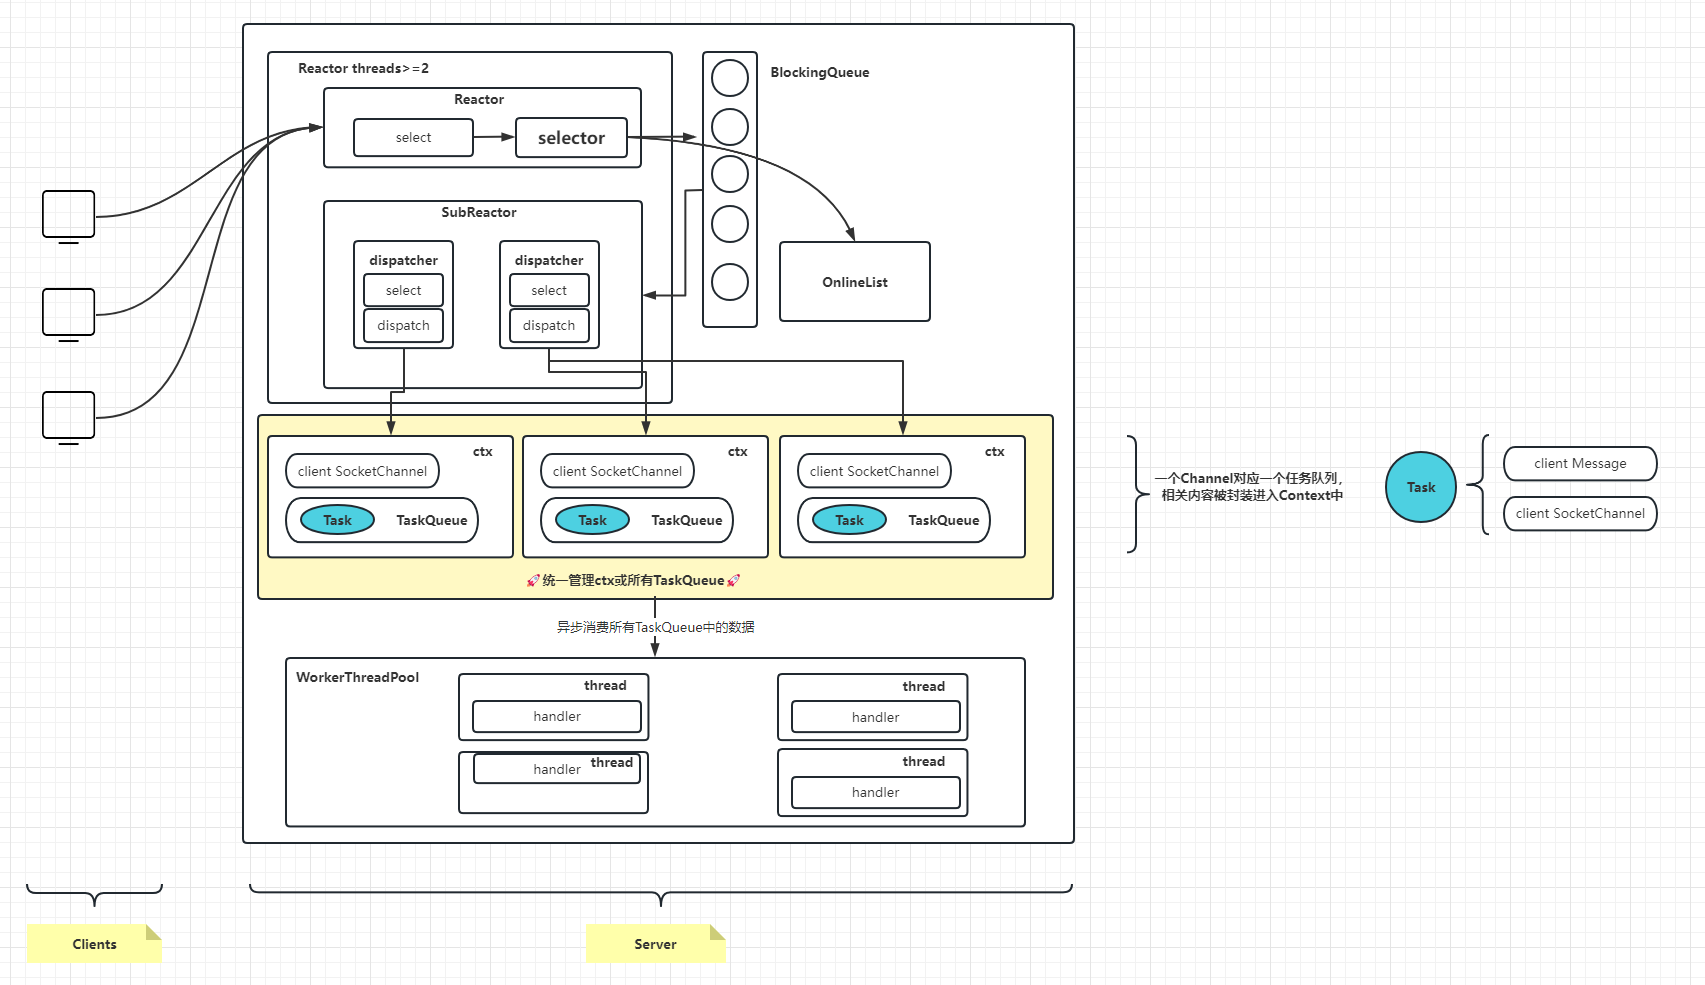 Reactor threads>=2
Reactor
select
selector
BlockingQueue
SubReactor
dispatcher
select
dispatch
dispatcher
select
dispatch
OnlineList
ctx
client SocketChannel
Task
TaskQueue
ctx
client SocketChannel
Task
TaskQueue
ctx
client SocketChannel
Task
TaskQueue
🚀统一管理ctx或所有TaskQueue🚀
一个Channel对应一个任务队列，
相关内容被封装进入Context中
Task
client Message
client SocketChannel
异步消费所有TaskQueue中的数据
WorkerThreadPool
thread
handler
thread
handler
thread
handler
thread
handler
Clients
Server